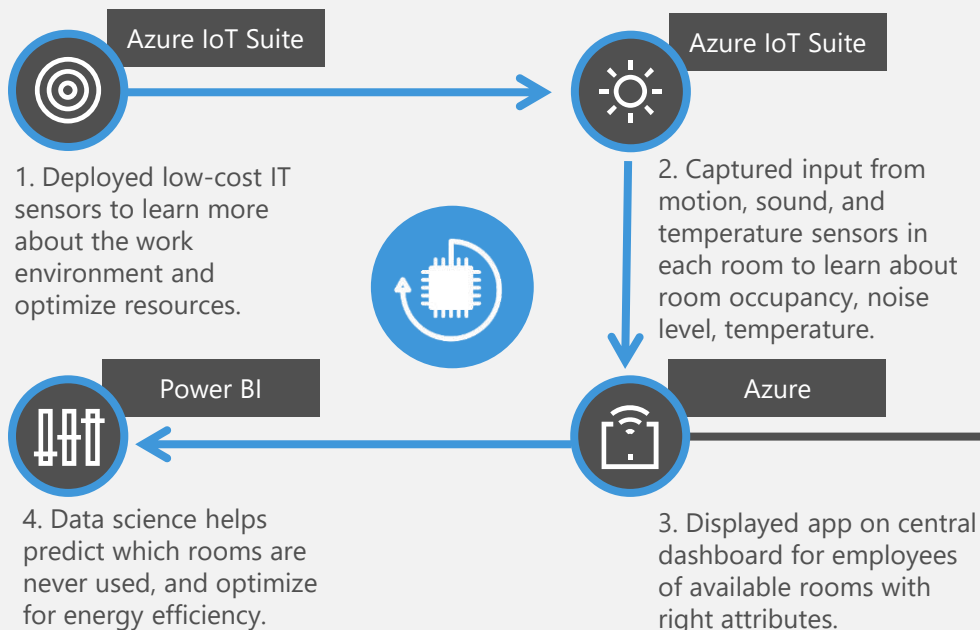 Azure IoT Suite
1. Deployed low-cost IT
sensors to learn more
about the work
environment and
optimize resources.
Azure IoT Suite
2. Captured input from
motion, sound, and
temperature sensors in
each room to learn about
room occupancy, noise
level, temperature.
Azure
3. Displayed app on central
dashboard for employees
of available rooms with
right attributes.
Power BI
4. Data science helps
predict which rooms are
never used, and optimize
for energy efficiency.